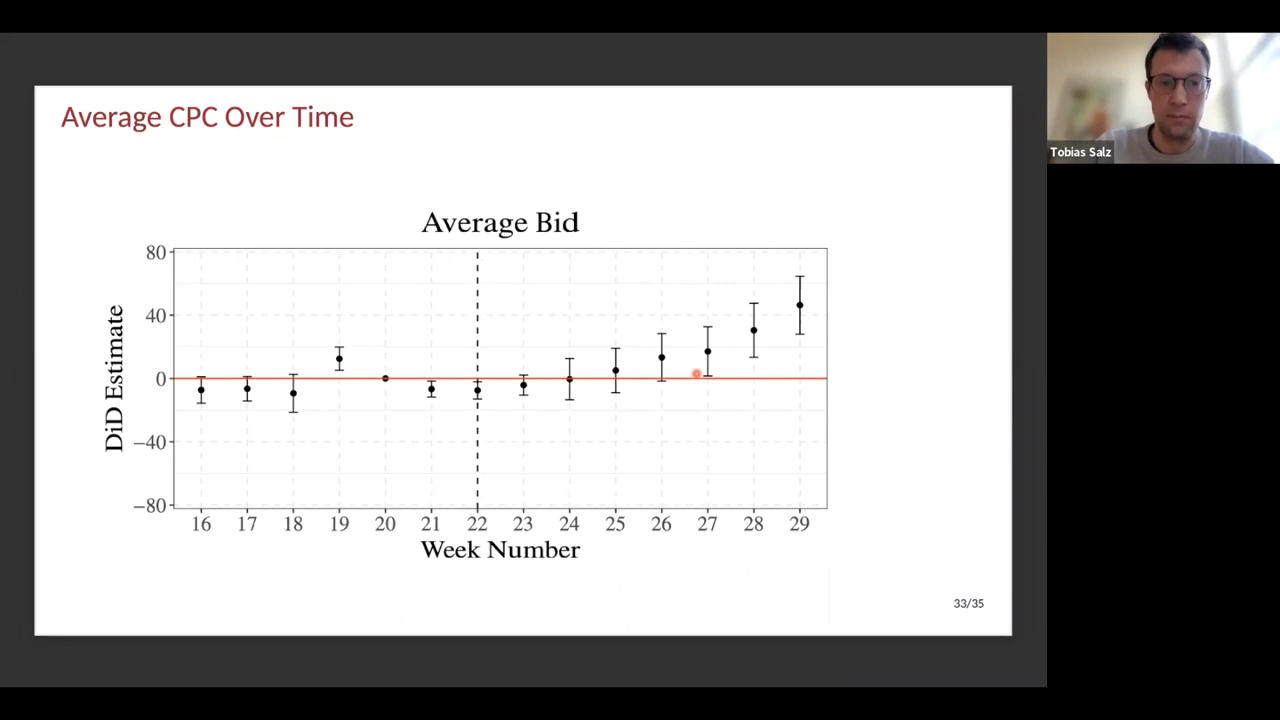 Average CPC Over Time
Average Bid
80
40
0
−40
−80
DiD Estimate
16 17 18 19 20 21 22 23 24 25 26 27 28 29
Week Number
33/35
Tobias Salz